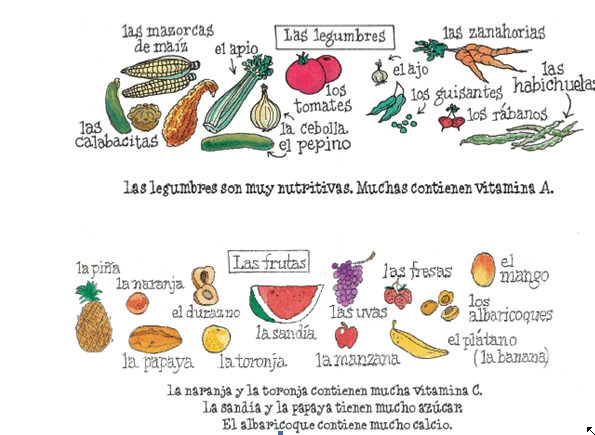 las mazorcas
de maíz
el apio
Las legumbres
las zanahorias
el ajo
las
habichuelas
los
tomates
los guisantes
los rábanos
las
calabacitas
la cebolla
el pepino
Las legumbres son muy nutritivas. Muchas contienen vitamina A.
la piña
la naranja
el durazno
Las frutas
la sandía
las uvas
las fresas
el
mango
los
albaricoques
la papaya
la toronja
la manzana
el plátano
(la banana)
La naranja y la toronja contienen mucha vitamina C.
La sandía y la papaya tienen mucho azúcar.
El albaricoque contiene mucho calcio.